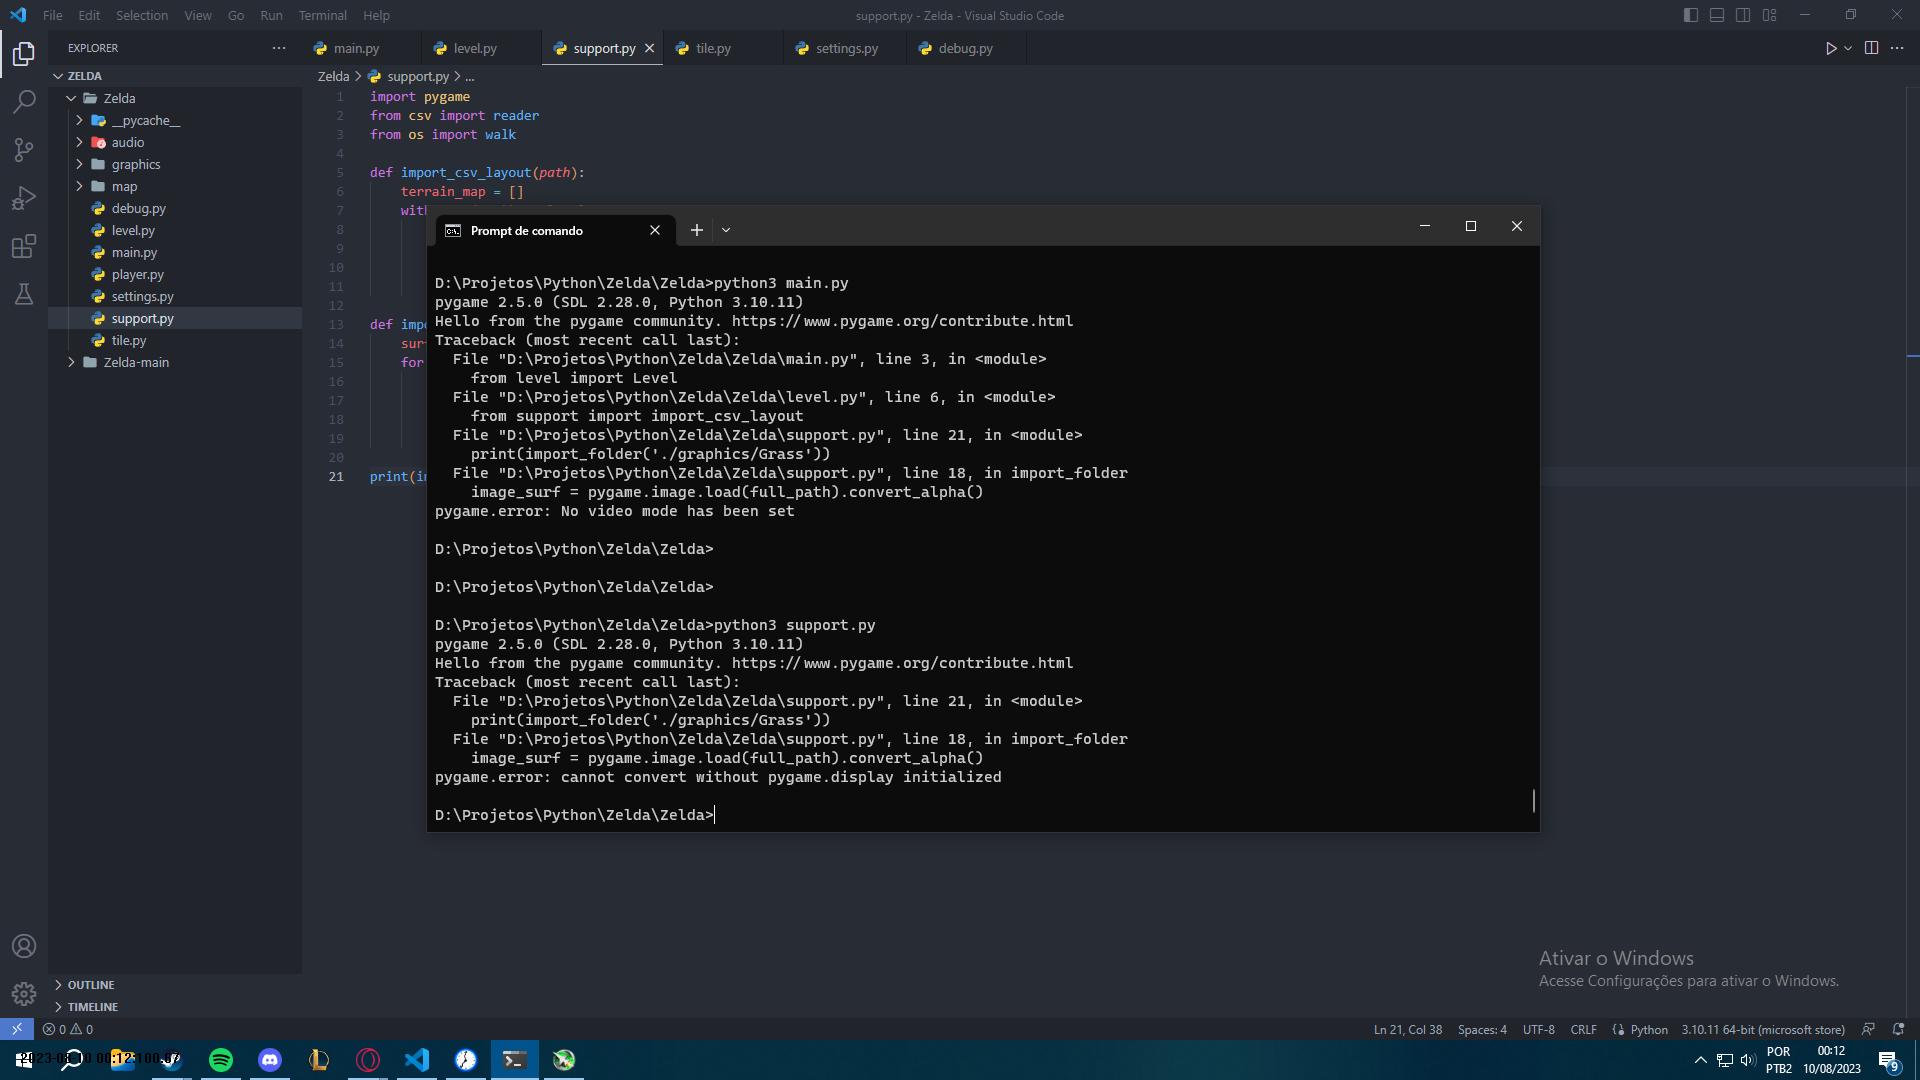 File Edit Selection View Go Run Terminal Help
support.py - Zelda - Visual Studio Code
EXPLORER
main.py level.py support.py tile.py settings.py debug.py
ZELDA
Zelda > support.py > ...
Zelda
__pycache__
audio
graphics
map
debug.py
level.py
main.py
player.py
settings.py
support.py
tile.py
Zelda-main
OUTLINE
TIMELINE
1 import pygame
2 from csv import reader
3 from os import walk
4
5 def import_csv_layout(path):
6 terrain_map = []
7 with
8
9
10
11
12
13 def impo
14 sur
15 for
16
17
18
19
20
21 print(im
Prompt de comando
D:\Projetos\Python\Zelda\Zelda>python3 main.py
pygame 2.5.0 (SDL 2.28.0, Python 3.10.11)
Hello from the pygame community. https://www.pygame.org/contribute.html
Traceback (most recent call last):
File "D:\Projetos\Python\Zelda\Zelda\main.py", line 3, in <module>
from level import Level
File "D:\Projetos\Python\Zelda\Zelda\level.py", line 6, in <module>
from support import import_csv_layout
File "D:\Projetos\Python\Zelda\Zelda\support.py", line 21, in <module>
print(import_folder('./graphics/Grass'))
File "D:\Projetos\Python\Zelda\Zelda\support.py", line 18, in import_folder
image_surf = pygame.image.load(full_path).convert_alpha()
pygame.error: No video mode has been set
D:\Projetos\Python\Zelda\Zelda>
D:\Projetos\Python\Zelda\Zelda>
D:\Projetos\Python\Zelda\Zelda>python3 support.py
pygame 2.5.0 (SDL 2.28.0, Python 3.10.11)
Hello from the pygame community. https://www.pygame.org/contribute.html
Traceback (most recent call last):
File "D:\Projetos\Python\Zelda\Zelda\support.py", line 21, in <module>
print(import_folder('./graphics/Grass'))
File "D:\Projetos\Python\Zelda\Zelda\support.py", line 18, in import_folder
image_surf = pygame.image.load(full_path).convert_alpha()
pygame.error: cannot convert without pygame.display initialized
D:\Projetos\Python\Zelda\Zelda>
Ativar o Windows
Acesse Configurações para ativar o Windows.
0 0
Ln 21, Col 38 Spaces: 4 UTF-8 CRLF Python 3.10.11 64-bit (microsoft store)
POR 00:12
PTB2 10/08/2023
9